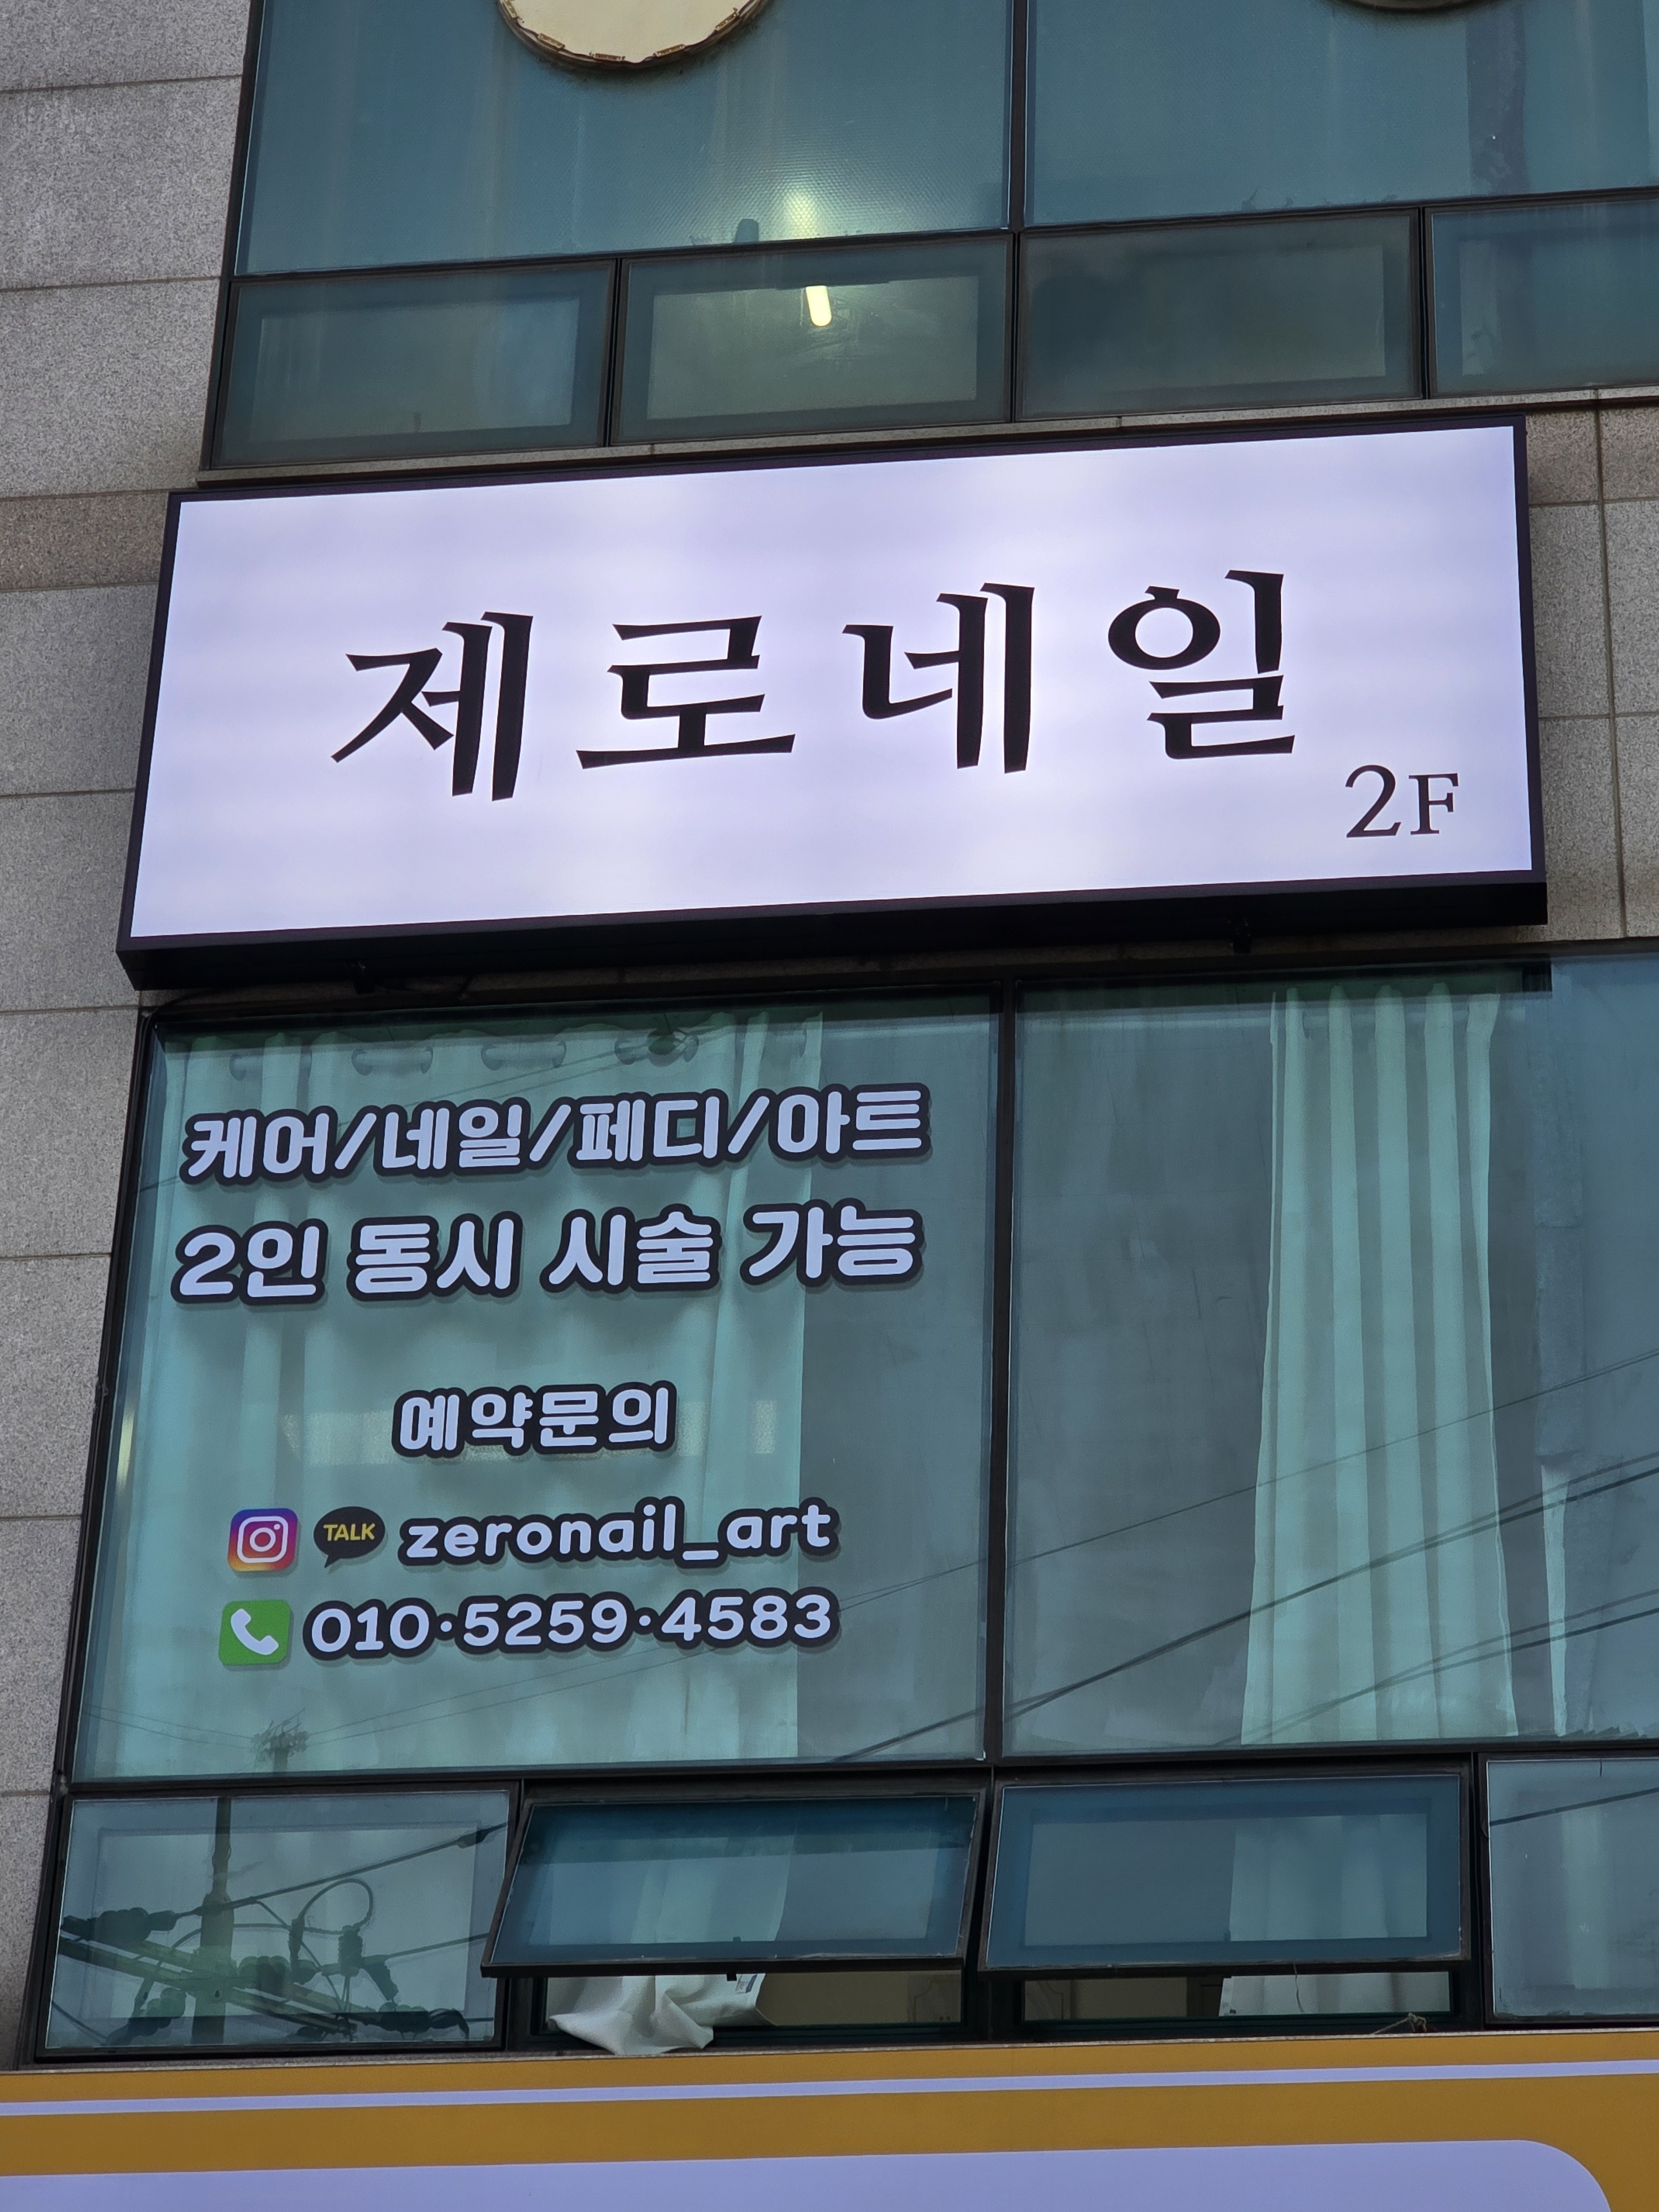 제로네일
2F
케어/네일/페디/아트
2인 동시 시술 가능
예약문의
TALK zeronail_art
010·5259·4583